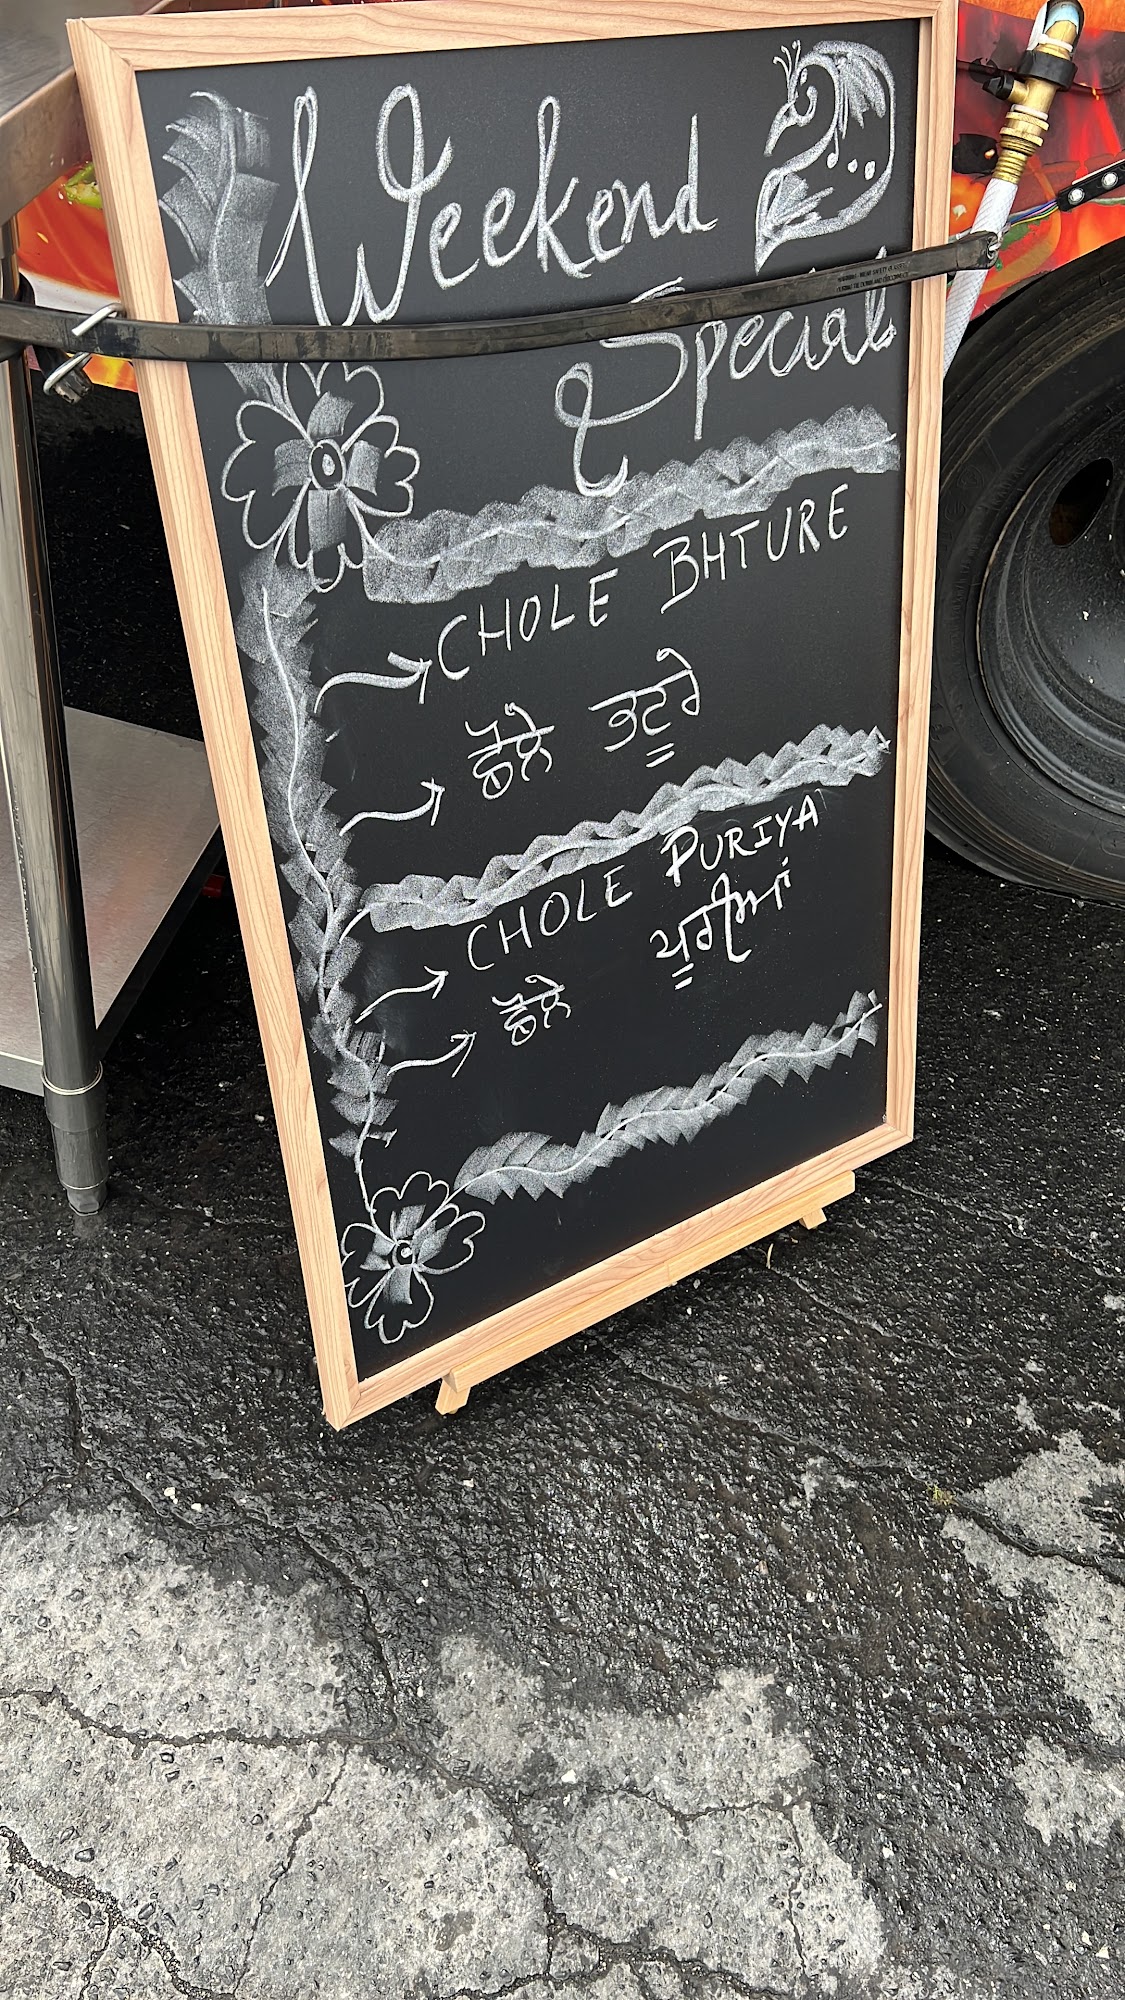 Weekend
Special
CHOLE BHTURE
ਛੋਲੇ ਭਟੂਰੇ
CHOLE PURIYA
ਛੋਲੇ ਪੂਰੀਆਂ